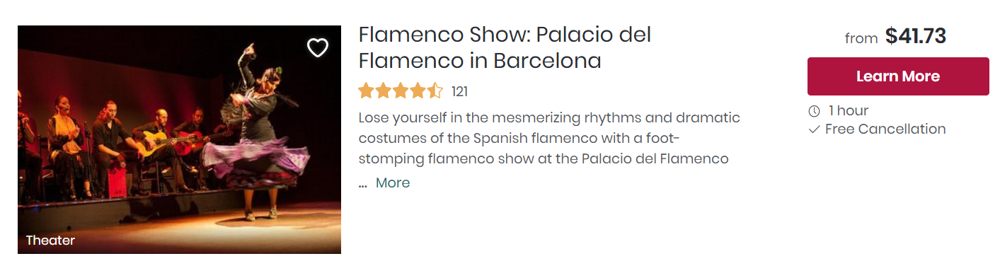 Flamenco Show: Palacio del
Flamenco in Barcelona
121
Lose yourself in the mesmerizing rhythms and dramatic
costumes of the Spanish flamenco with a foot-
stomping flamenco show at the Palacio del Flamenco
... More
from $41.73
Learn More
1 hour
Free Cancellation
Theater